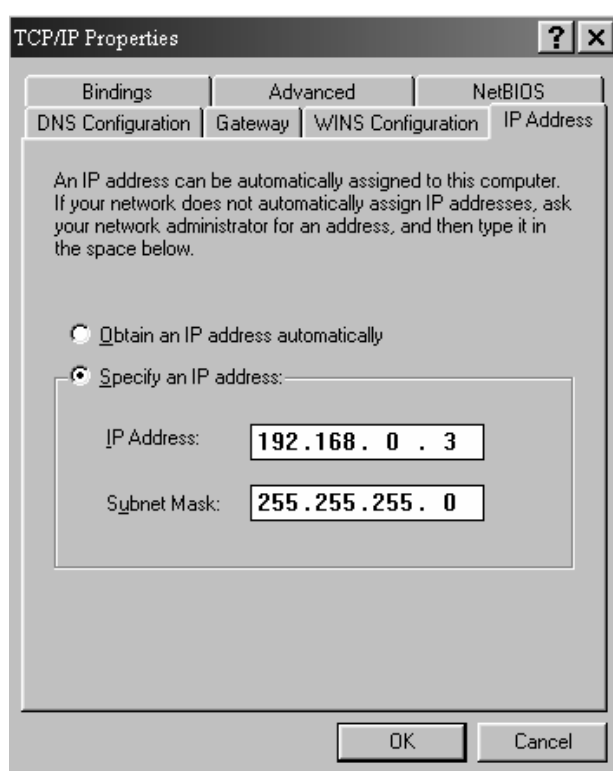 TCP/IP Properties
? ×
Bindings Advanced NetBIOS
DNS Configuration Gateway WINS Configuration IP Address
An IP address can be automatically assigned to this computer.
If your network does not automatically assign IP addresses, ask
your network administrator for an address, and then type it in
the space below.
Obtain an IP address automatically
Specify an IP address:
IP Address: 192.168. 0 . 3
Subnet Mask: 255.255.255. 0
OK Cancel